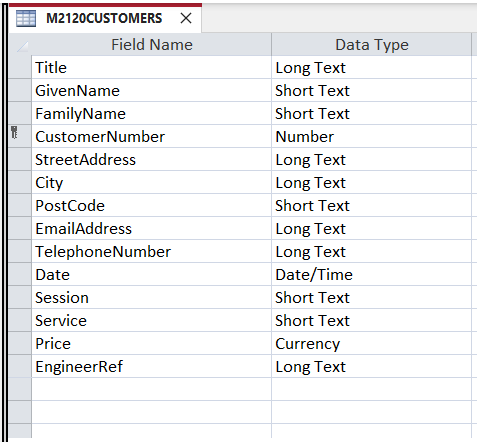 M2120CUSTOMERS ×
Field Name Data Type
Title Long Text
GivenName Short Text
FamilyName Short Text
CustomerNumber Number
StreetAddress Long Text
City Long Text
PostCode Short Text
EmailAddress Long Text
TelephoneNumber Long Text
Date Date/Time
Session Short Text
Service Short Text
Price Currency
EngineerRef Long Text